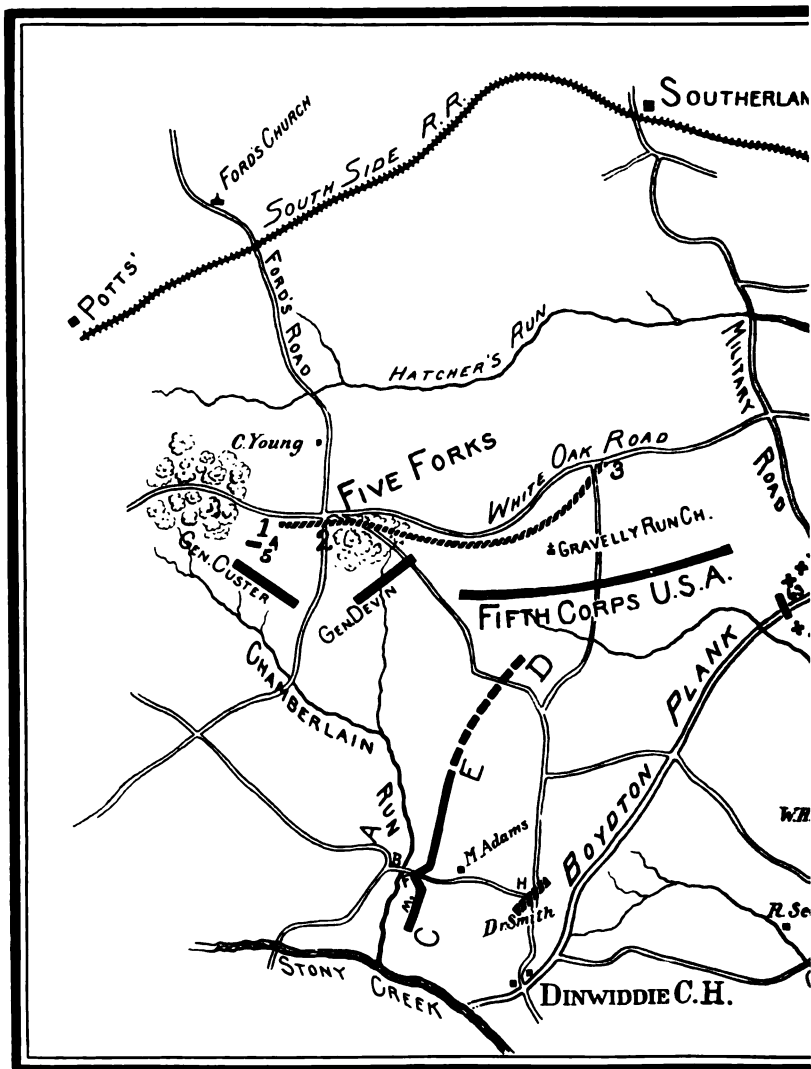 SOUTHERLAN
FORD'S CHURCH
SOUTH SIDE R.R.
POTTS'
FORD'S ROAD
HATCHER'S RUN
MILITARY ROAD
C. Young
FIVE FORKS
WHITE OAK ROAD
3
1
2
A
5
GRAVELLY RUN CH.
GEN. CUSTER
GEN. DEVIN
FIFTH CORPS U.S.A.
3
CHAMBERLAIN RUN
D
PLANK
E
BOYDTON
A
M Adams
B
H
Dr. Smith
C
STONY CREEK
DINWIDDIE C.H.